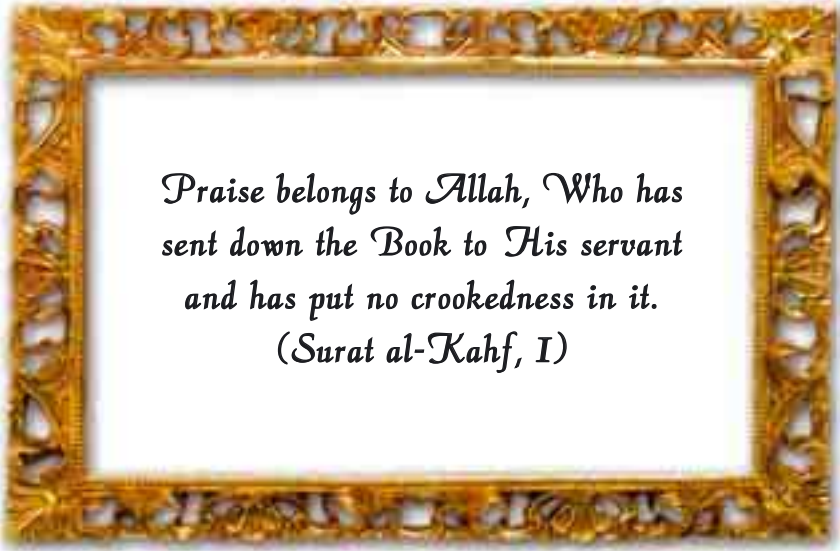 Praise belongs to Allah, Who has
sent down the Book to His servant
and has put no crookedness in it.
(Surat al-Kahf, 1)